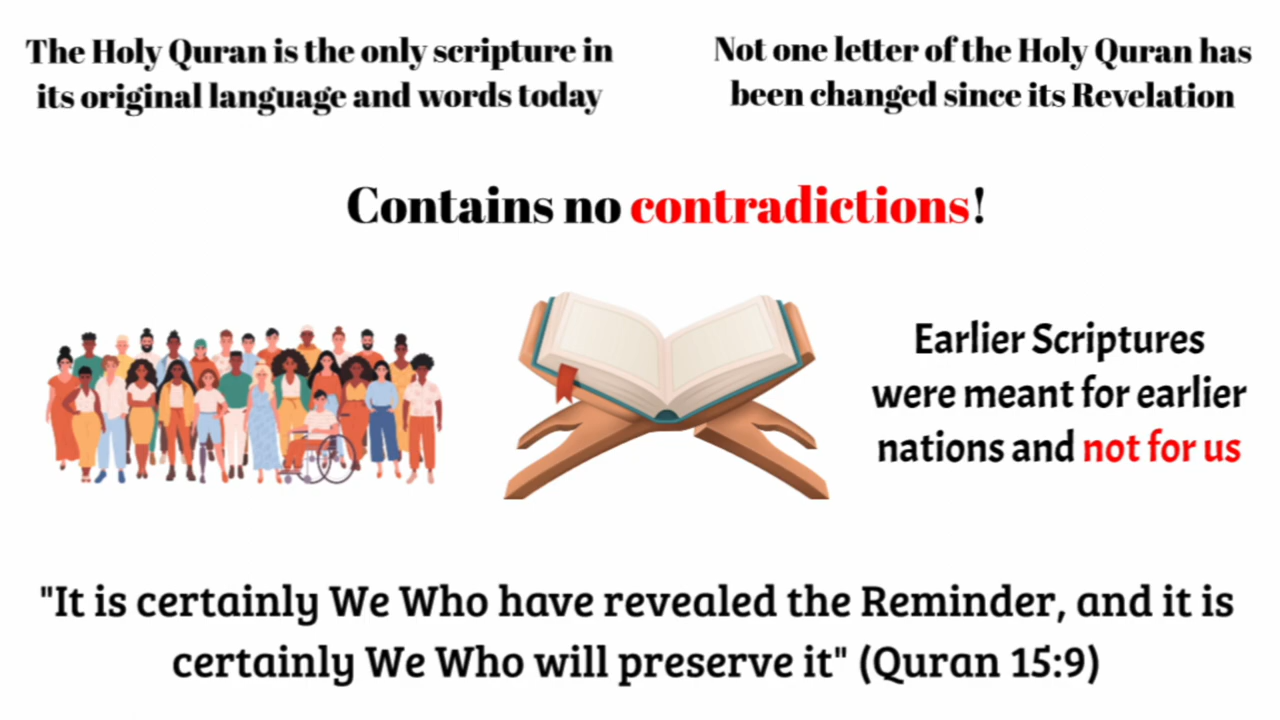 The Holy Quran is the only scripture in
its original language and words today
Not one letter of the Holy Quran has
been changed since its Revelation
Contains no contradictions!
Earlier Scriptures
were meant for earlier
nations and not for us
"It is certainly We Who have revealed the Reminder, and it is
certainly We Who will preserve it" (Quran 15:9)